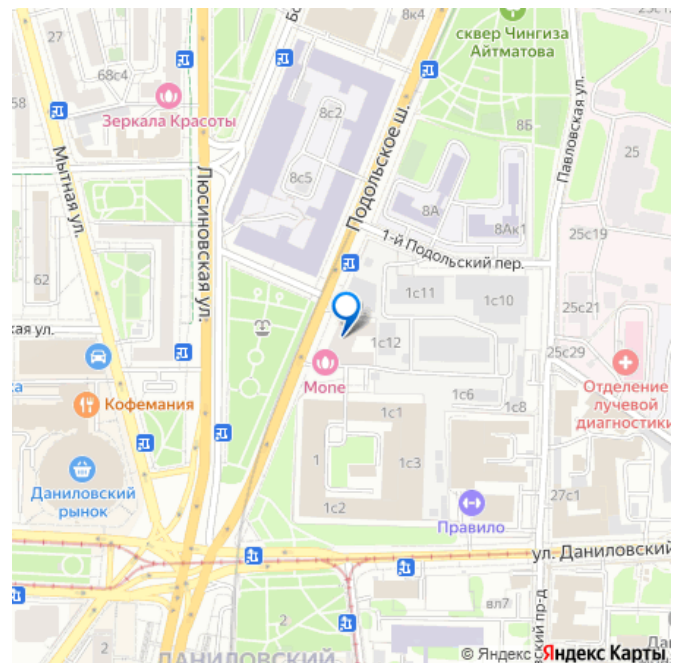 8к4
сквер Чингиза
Айтматова
27
68с4
58
Зеркала Красоты
8с2
Подольское ш.
8Б
Павловская ул.
25
Мытная ул.
Люсиновская ул.
8с5
8А
8Ак1
25с19
1-й Подольский пер.
62
1с11
1с10
25с21
кая ул.
1с12
25с29
Mone
Отделение
лучевой
диагностики
Кофемания
1с6
1с8
1с1
Даниловский
рынок
1
1с3
27с1
1с2
Правило
ул. Даниловский
вл7
2
2
вский пр-д
ДАНИЛОВСКИЙ
© Яндекс Яндекс Карты